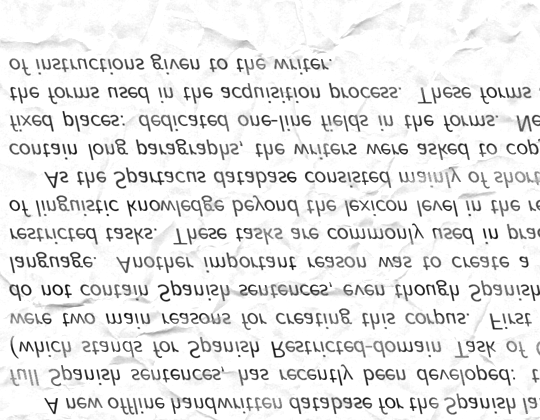 A new offline handwritten database for the Spanish la
full Spanish sentences, has recently been developed: t
(which stands for Spanish Restricted-domain Task of C
were two main reasons for creating this corpus. First
do not contain Spanish sentences, even though Spanish
language. Another important reason was to create a
restricted tasks. These tasks are commonly used in prac
of linguistic knowledge beyond the lexicon level in the re
As the Spartacus database consisted mainly of short
contain long paragraphs, the writers were asked to cop
fixed places: dedicated one-line fields in the forms. Ne
the forms used in the acquisition process. These forms
of instructions given to the writer.